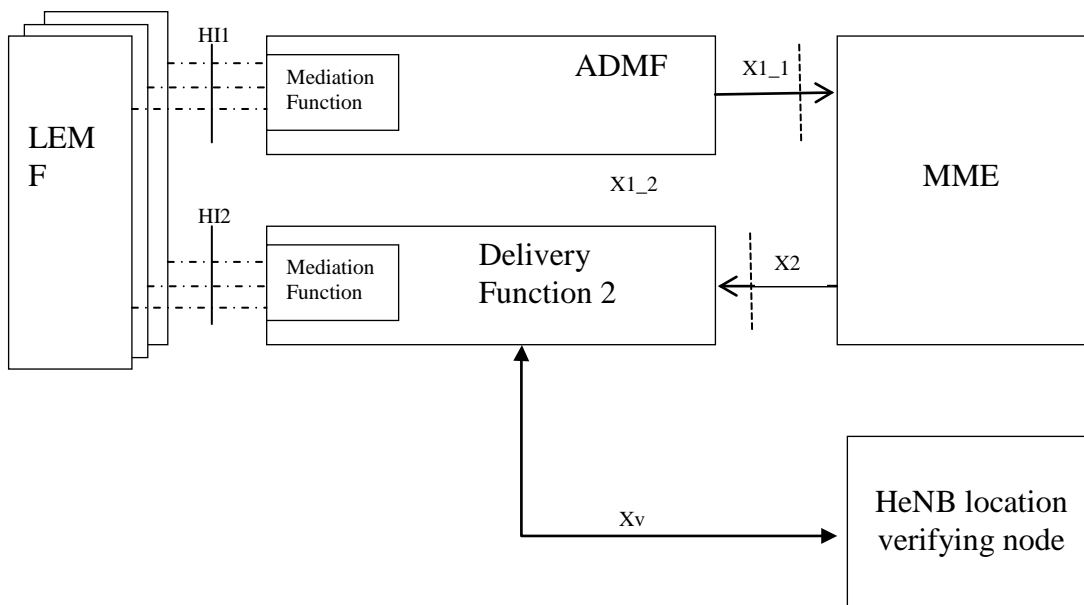 HI1
Mediation
Function
ADMF
X1_1
LEM
F
MME
X1_2
HI2
Mediation
Function
Delivery
Function 2
X2
HeNB location
verifying node
Xv